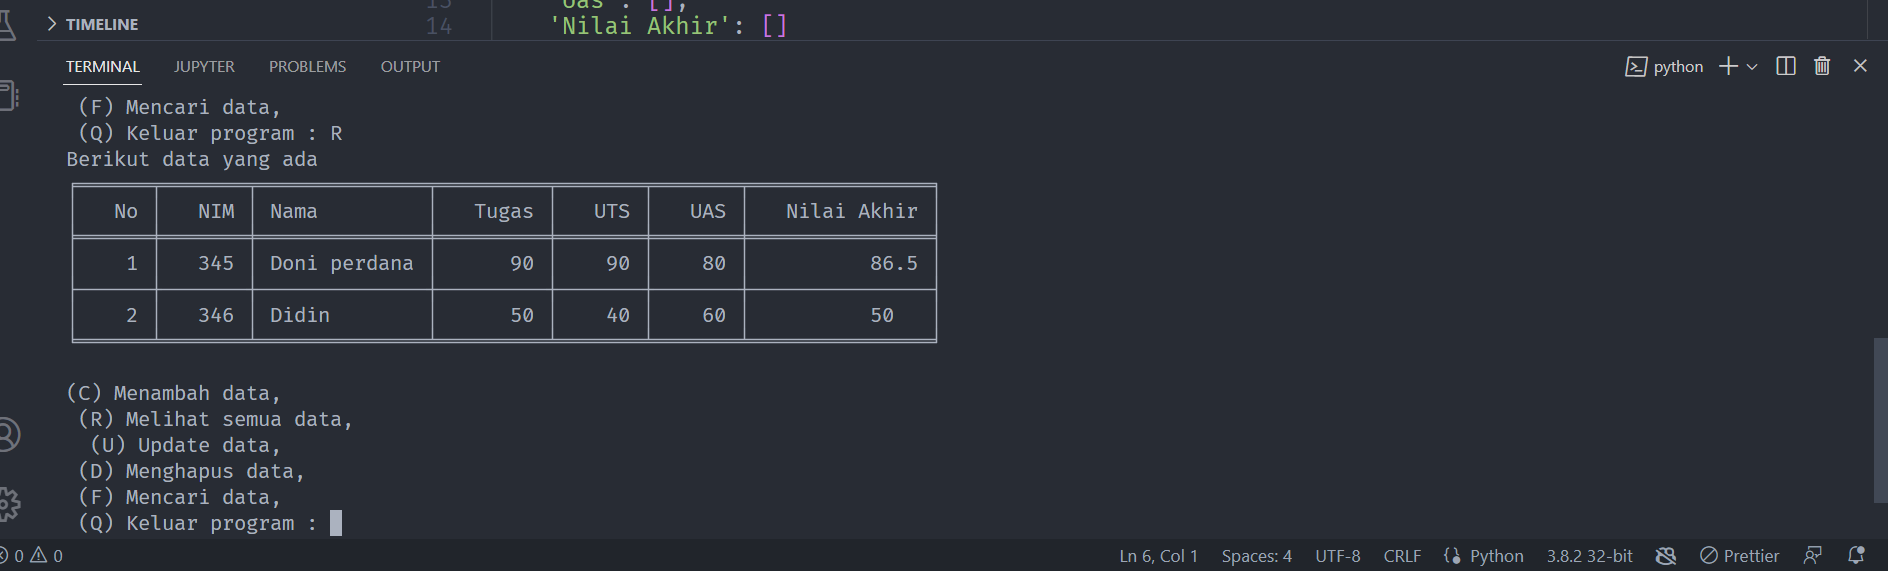 14 'Nilai Akhir': []
TIMELINE
TERMINAL JUPYTER PROBLEMS OUTPUT python
(F) Mencari data,
(Q) Keluar program : R
Berikut data yang ada
No NIM Nama Tugas UTS UAS Nilai Akhir
1 345 Doni perdana 90 90 80 86.5
2 346 Didin 50 40 60 50
(C) Menambah data,
(R) Melihat semua data,
(U) Update data,
(D) Menghapus data,
(F) Mencari data,
(Q) Keluar program :
0 0 Ln 6, Col 1 Spaces: 4 UTF-8 CRLF Python 3.8.2 32-bit Prettier